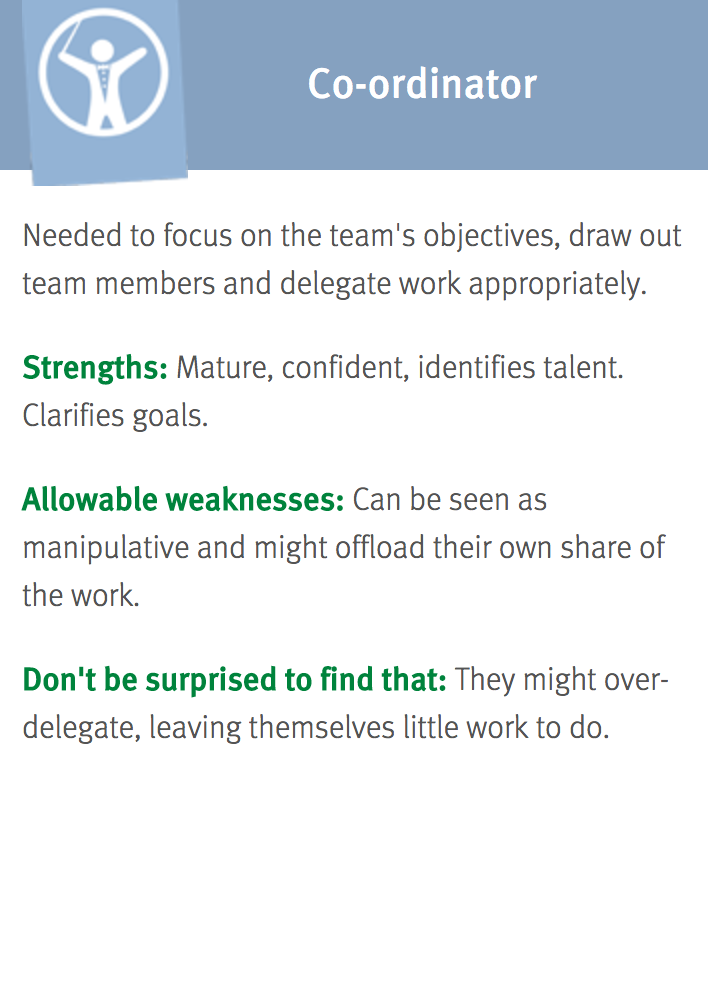 Co-ordinator
Needed to focus on the team's objectives, draw out
team members and delegate work appropriately.
Strengths: Mature, confident, identifies talent.
Clarifies goals.
Allowable weaknesses: Can be seen as
manipulative and might offload their own share of
the work.
Don't be surprised to find that: They might over-
delegate, leaving themselves little work to do.